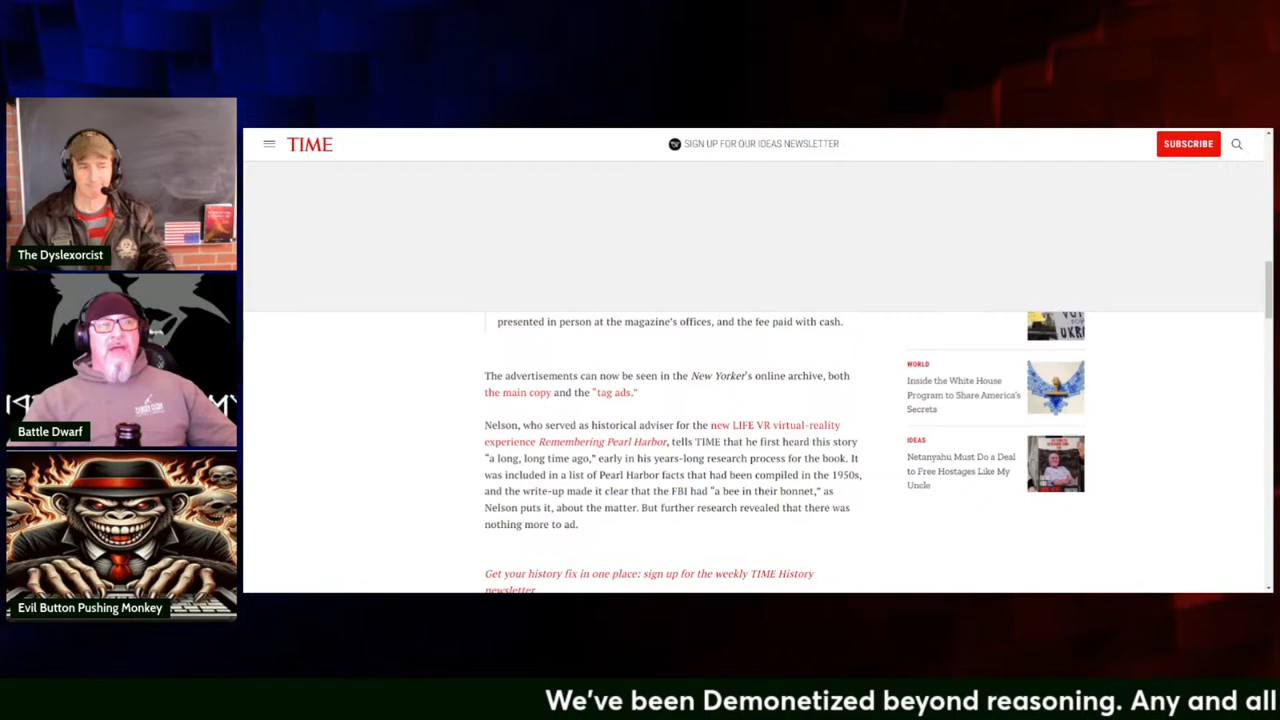 The Dyslexorcist
Battle Dwarf
Evil Button Pushing Monkey
TIME
SIGN UP FOR OUR IDEAS NEWSLETTER
SUBSCRIBE
presented in person at the magazine's offices, and the fee paid with cash.
The advertisements can now be seen in the New Yorker's online archive, both
the main copy and the “tag ads.”
Nelson, who served as historical adviser for the new LIFE VR virtual-reality
experience Remembering Pearl Harbor, tells TIME that he first heard this story
“a long, long time ago,” early in his years-long research process for the book. It
was included in a list of Pearl Harbor facts that had been compiled in the 1950s,
and the write-up made it clear that the FBI had “a bee in their bonnet,” as
Nelson puts it, about the matter. But further research revealed that there was
nothing more to ad.
Get your history fix in one place: sign up for the weekly TIME History
newsletter
WORLD
Inside the White House
Program to Share America's
Secrets
IDEAS
Netanyahu Must Do a Deal
to Free Hostages Like My
Uncle
We've been Demonetized beyond reasoning. Any and all